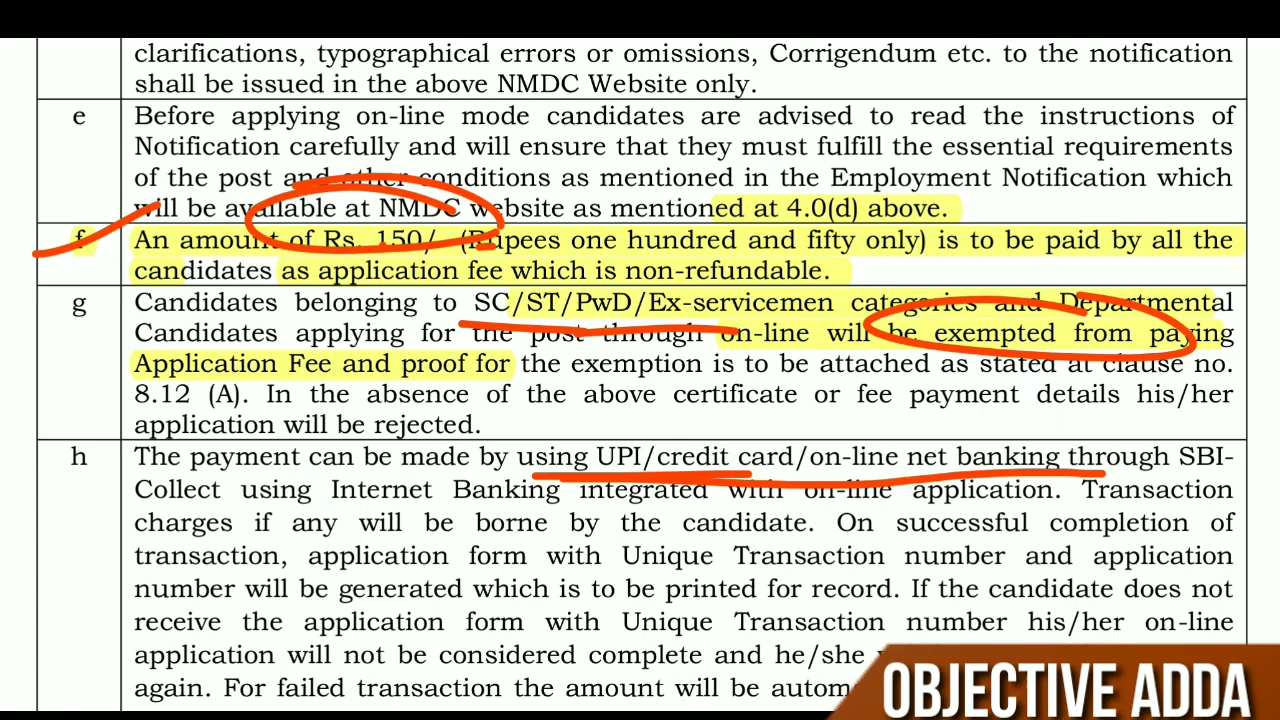 clarifications, typographical errors or omissions, Corrigendum etc. to the notification
shall be issued in the above NMDC Website only.
e Before applying on-line mode candidates are advised to read the instructions of
Notification carefully and will ensure that they must fulfill the essential requirements
of the post and other conditions as mentioned in the Employment Notification which
will be available at NMDC website as mentioned at 4.0(d) above.
f An amount of Rs. 150/- (Rupees one hundred and fifty only) is to be paid by all the
candidates as application fee which is non-refundable.
g Candidates belonging to SC/ST/PwD/Ex-servicemen categories and Departmental
Candidates applying for the post through on-line will be exempted from paying
Application Fee and proof for the exemption is to be attached as stated at clause no.
8.12 (A). In the absence of the above certificate or fee payment details his/her
application will be rejected.
h The payment can be made by using UPI/credit card/on-line net banking through SBI-
Collect using Internet Banking integrated with on-line application. Transaction
charges if any will be borne by the candidate. On successful completion of
transaction, application form with Unique Transaction number and application
number will be generated which is to be printed for record. If the candidate does not
receive the application form with Unique Transaction number his/her on-line
application will not be considered complete and he/she
again. For failed transaction the amount will be
OBJECTIVE ADDA